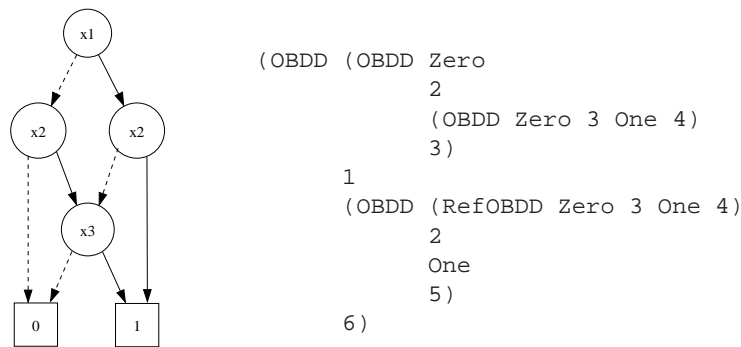 x1
x2
x2
x3
0
1
(OBDD (OBDD Zero
2
(OBDD Zero 3 One 4)
3)
1
(OBDD (RefOBDD Zero 3 One 4)
2
One
5)
6)